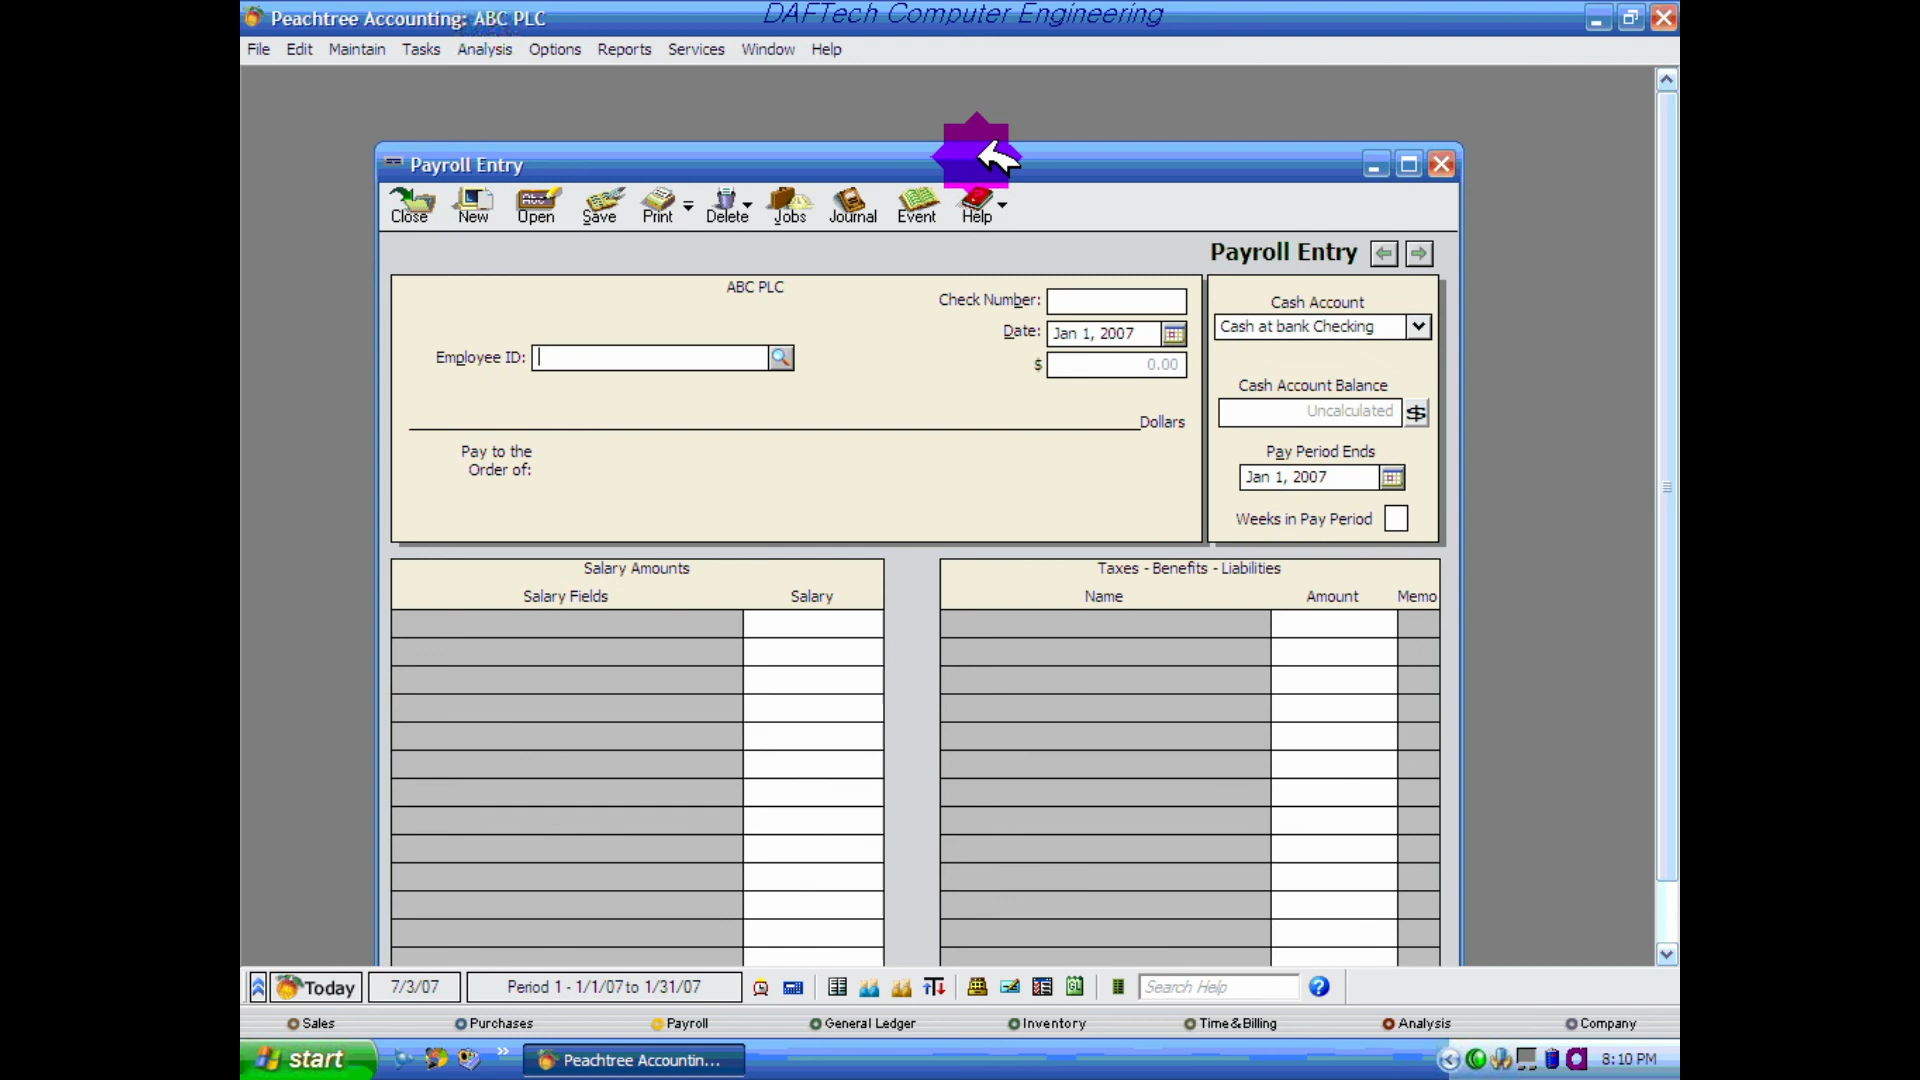 Peachtree Accounting: ABC PLC
DAFTech Computer Engineering
File Edit Maintain Tasks Analysis Options Reports Services Window Help
Payroll Entry
Close New Open Save Print Delete Jobs Journal Event Help
Payroll Entry
ABC PLC
Check Number:
Date: Jan 1, 2007
Employee ID:
$ 0.00
Dollars
Pay to the
Order of:
Cash Account
Cash at bank Checking
Cash Account Balance
Uncalculated
Pay Period Ends
Jan 1, 2007
Weeks in Pay Period
Salary Amounts
Salary Fields Salary
Taxes - Benefits - Liabilities
Name Amount Memo
Today 7/3/07 Period 1 - 1/1/07 to 1/31/07 Search Help
Sales Purchases Payroll General Ledger Inventory Time & Billing Analysis Company
start Peachtree Accountin... 8:10 PM